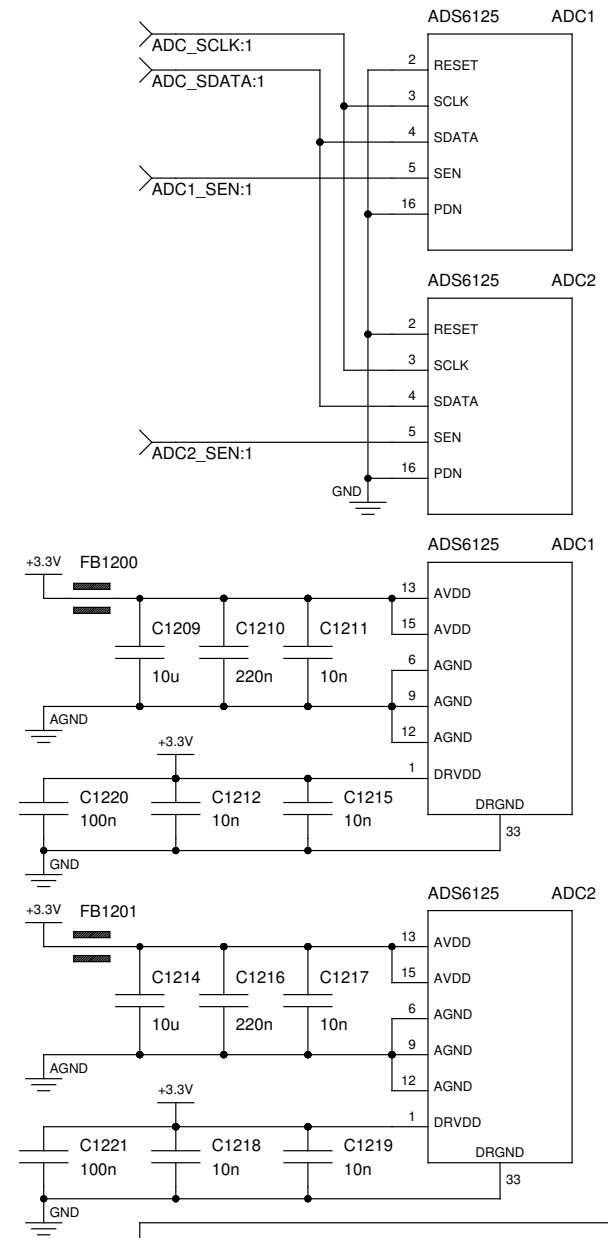 ADS6125 ADC1
ADC_SCLK:1
2 RESET
ADC_SDATA:1
3 SCLK
4 SDATA
5 SEN
ADC1_SEN:1
16 PDN
ADS6125 ADC2
2 RESET
3 SCLK
4 SDATA
5 SEN
ADC2_SEN:1
16 PDN
GND
ADS6125 ADC1
+3.3V FB1200
13 AVDD
C1209 C1210 C1211
15 AVDD
6 AGND
10u 220n 10n
9 AGND
AGND
12 AGND
+3.3V
1 DRVDD
C1220 C1212 C1215
DRGND
100n 10n 10n
33
GND
ADS6125 ADC2
+3.3V FB1201
13 AVDD
C1214 C1216 C1217
15 AVDD
6 AGND
10u 220n 10n
9 AGND
AGND
12 AGND
+3.3V
1 DRVDD
C1221 C1218 C1219
DRGND
100n 10n 10n
33
GND